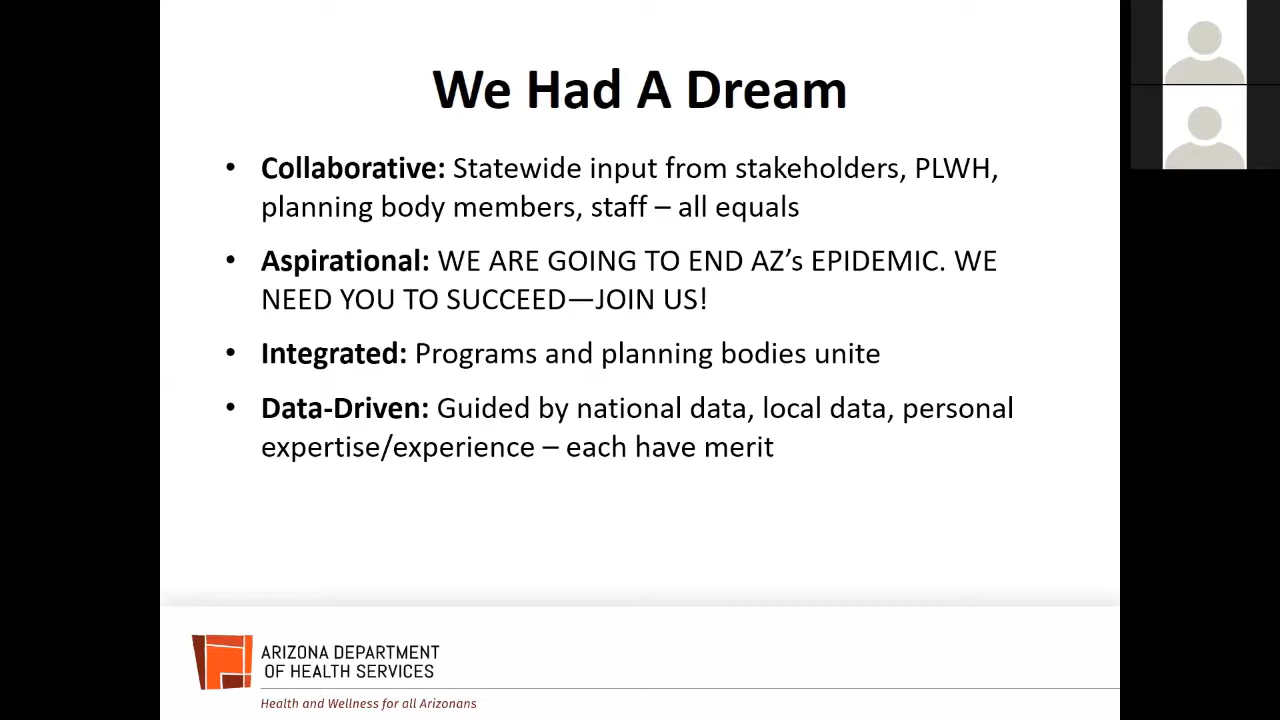 We Had A Dream
• Collaborative: Statewide input from stakeholders, PLWH,
planning body members, staff – all equals
• Aspirational: WE ARE GOING TO END AZ’s EPIDEMIC. WE
NEED YOU TO SUCCEED—JOIN US!
• Integrated: Programs and planning bodies unite
• Data-Driven: Guided by national data, local data, personal
expertise/experience – each have merit
ARIZONA DEPARTMENT
OF HEALTH SERVICES
Health and Wellness for all Arizonans